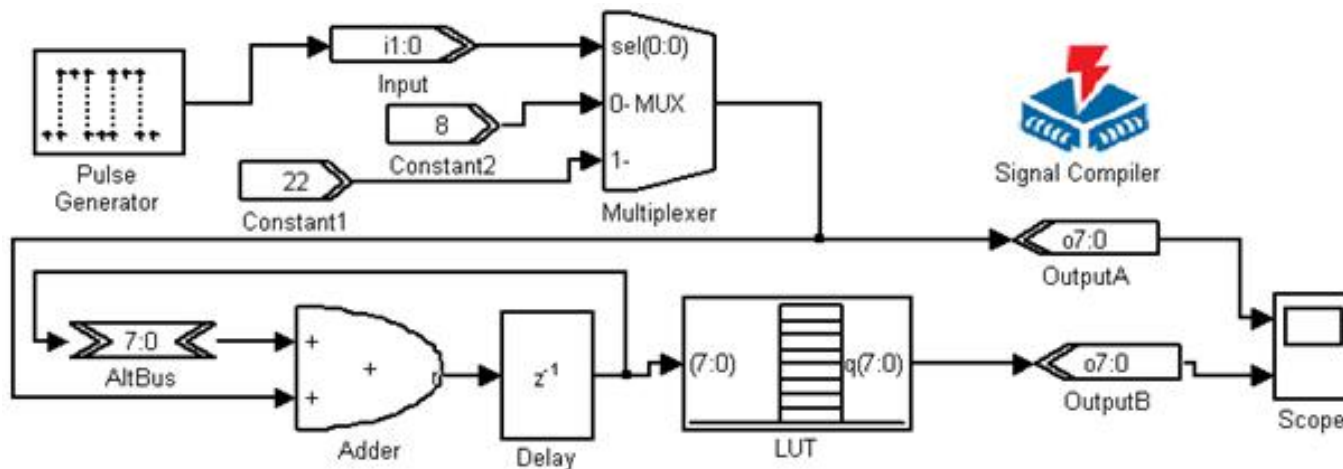 i1:0
Input
Pulse
Generator
8
Constant2
22
Constant1
sel(0:0)
0- MUX
1-
Multiplexer
Signal Compiler
o7:0
OutputA
7:0
AltBus
+
+
+
r
Adder
z-1
Delay
(7:0)
q(7:0)
LUT
o7:0
OutputB
Scope